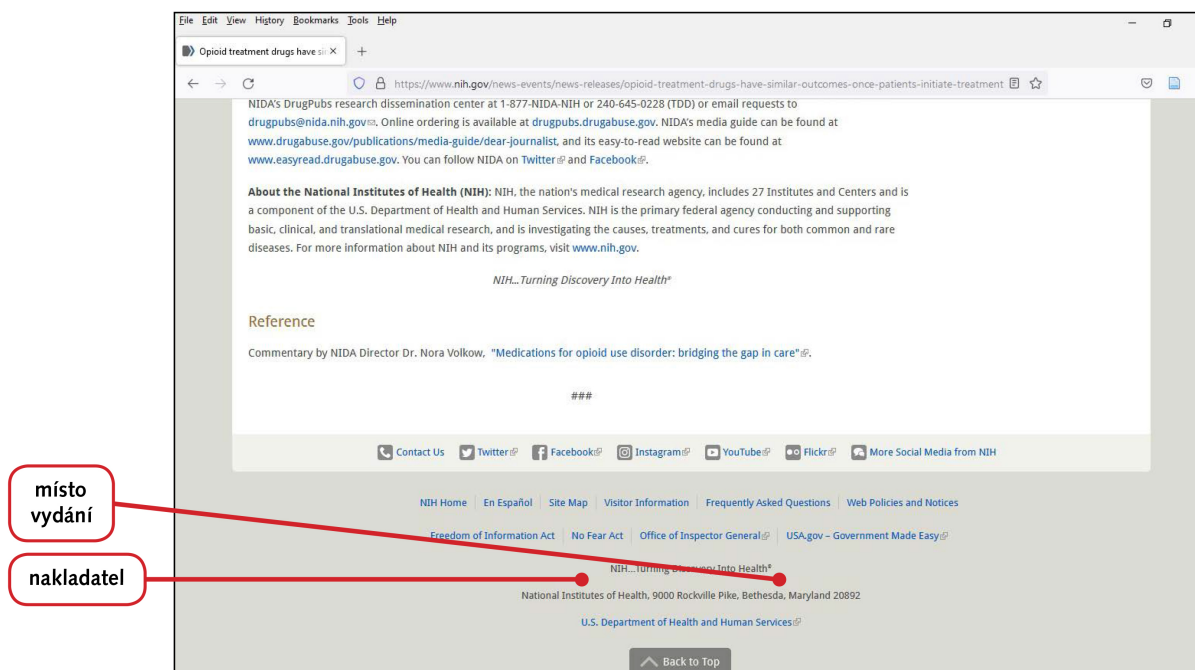 File Edit View History Bookmarks Tools Help
Opioid treatment drugs have si
https://www.nih.gov/news-events/news-releases/opioid-treatment-drugs-have-similar-outcomes-once-patients-initiate-treatment
NIDA's DrugPubs research dissemination center at 1-877-NIDA-NIH or 240-645-0228 (TDD) or email requests to
drugpubs@nida.nih.gov. Online ordering is available at drugpubs.drugabuse.gov. NIDA's media guide can be found at
www.drugabuse.gov/publications/media-guide/dear-journalist, and its easy-to-read website can be found at
www.easyread.drugabuse.gov. You can follow NIDA on Twitter and Facebook.
About the National Institutes of Health (NIH): NIH, the nation's medical research agency, includes 27 Institutes and Centers and is
a component of the U.S. Department of Health and Human Services. NIH is the primary federal agency conducting and supporting
basic, clinical, and translational medical research, and is investigating the causes, treatments, and cures for both common and rare
diseases. For more information about NIH and its programs, visit www.nih.gov.
NIH…Turning Discovery Into Health®
Reference
Commentary by NIDA Director Dr. Nora Volkow, "Medications for opioid use disorder: bridging the gap in care".
###
Contact Us Twitter Facebook Instagram YouTube Flickr More Social Media from NIH
místo
vydání
NIH Home En Español Site Map Visitor Information Frequently Asked Questions Web Policies and Notices
Freedom of Information Act No Fear Act Office of Inspector General USA.gov – Government Made Easy
nakladatel
NIH…Turning Discovery Into Health®
National Institutes of Health, 9000 Rockville Pike, Bethesda, Maryland 20892
U.S. Department of Health and Human Services
Back to Top